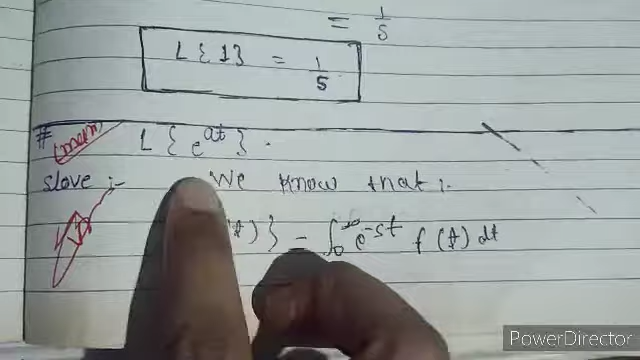 = 1/s
L { 1 } = 1/s
# L { e^at } .
Slove :- We know that :-
(t) } = ∫₀^∞ e^-st f(t) dt
PowerDirector